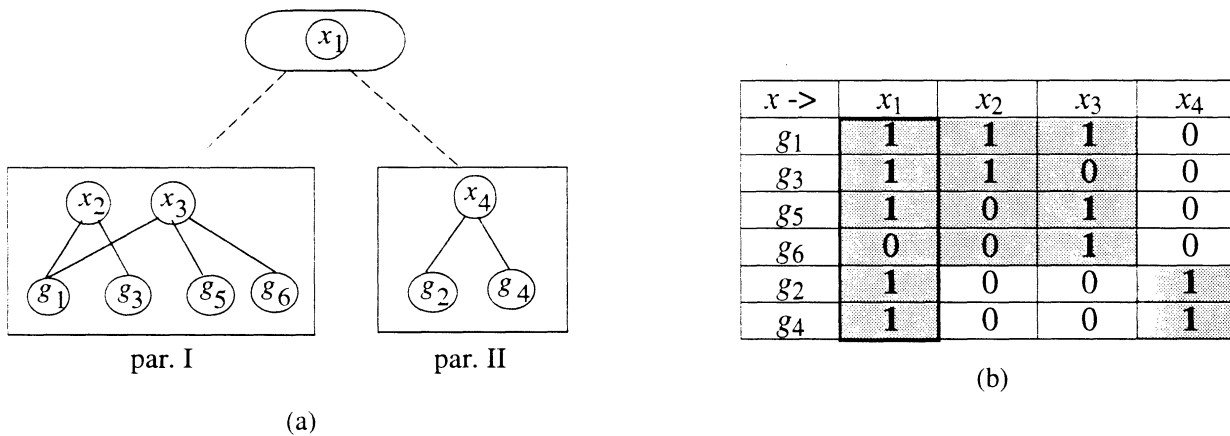 x1
x2 x3
g1 g3 g5 g6
par. I
x4
g2 g4
par. II
(a)
x -> x1 x2 x3 x4
g1 1 1 1 0
g3 1 1 0 0
g5 1 0 1 0
g6 0 0 1 0
g2 1 0 0 1
g4 1 0 0 1
(b)